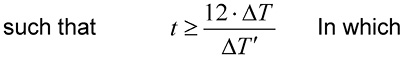 such that t ≥ 12 · ΔT / ΔT′ In which